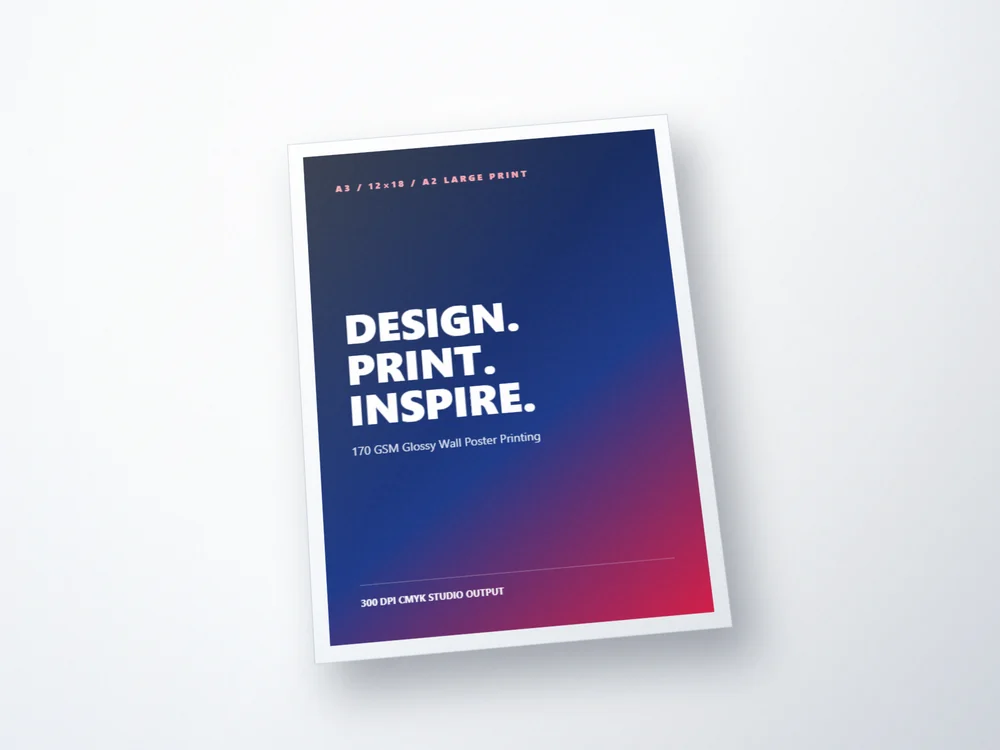 A3 / 12×18 / A2 LARGE PRINT
DESIGN.
PRINT.
INSPIRE.
170 GSM Glossy Wall Poster Printing
300 DPI CMYK STUDIO OUTPUT